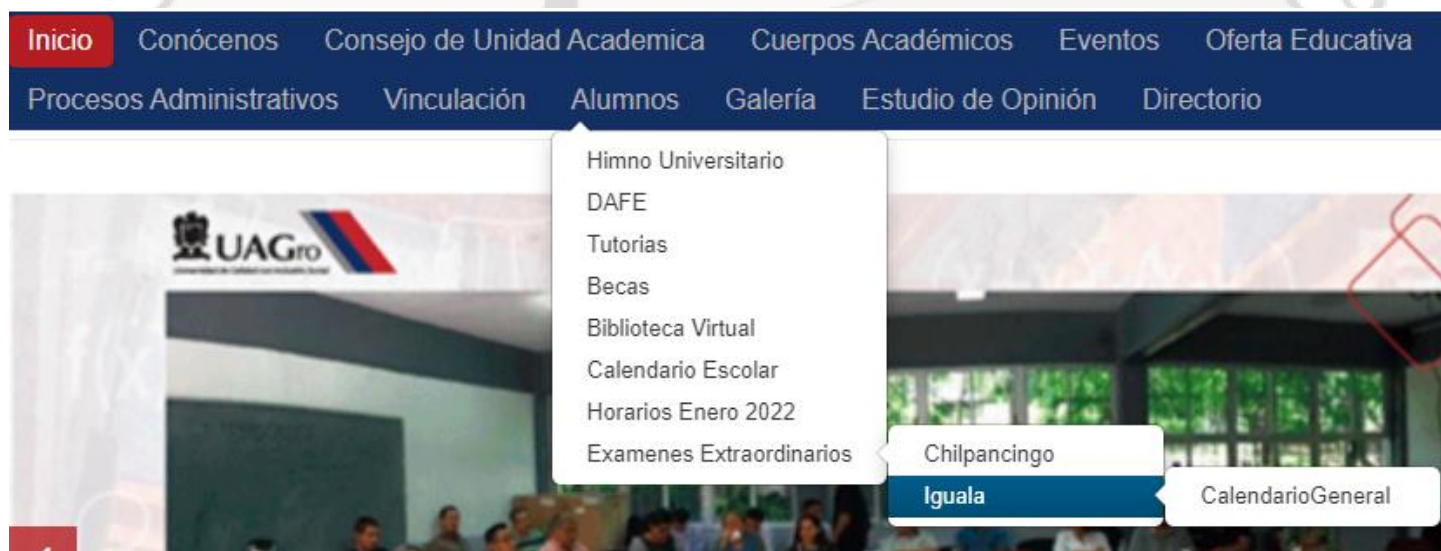 Inicio Conócenos Consejo de Unidad Academica Cuerpos Académicos Eventos Oferta Educativa
Procesos Administrativos Vinculación Alumnos Galería Estudio de Opinión Directorio
Himno Universitario
DAFE
UAGro
Tutorias
Becas
Biblioteca Virtual
Calendario Escolar
Horarios Enero 2022
Examenes Extraordinarios Chilpancingo
Iguala CalendarioGeneral
f(x)